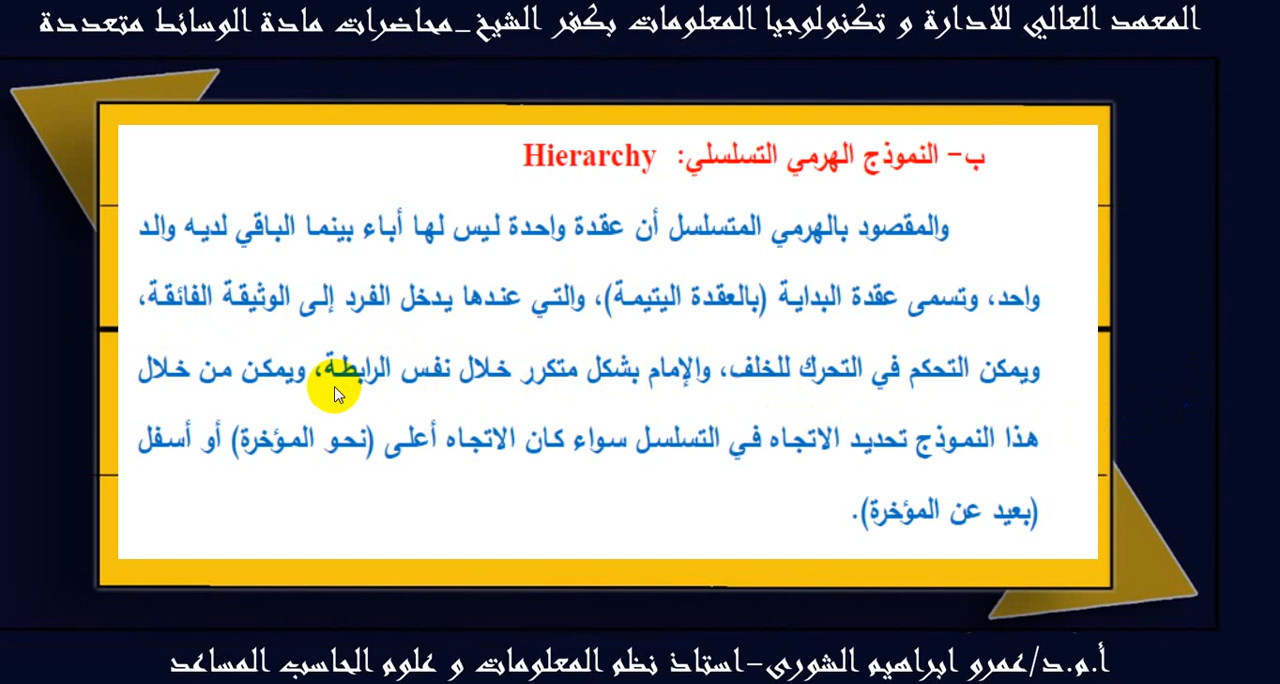 المعهد العالي للادارة و تكنولوجيا المعلومات بكفر الشيخ_محاضرات مادة الوسائط متعددة
ب- النموذج الهرمي التسلسلي: Hierarchy
والمقصود بالهرمي المتسلسل أن عقدة واحدة ليس لها أباء بينما الباقي لديه والد
واحد، وتسمى عقدة البداية (بالعقدة اليتيمة)، والتي عندها يدخل الفرد إلى الوثيقة الفائقة،
ويمكن التحكم في التحرك للخلف، والإمام بشكل متكرر خلال نفس الرابطة، ويمكن من خلال
هذا النموذج تحديد الاتجاه في التسلسل سواء كان الاتجاه أعلى (نحو المؤخرة) أو أسفل
(بعيد عن المؤخرة).
أ.م.د/عمرو ابراهيم الشورى-استاذ نظم المعلومات و علوم الحاسب المساعد